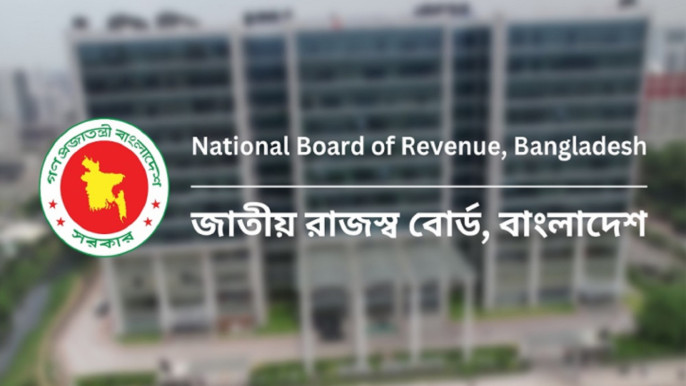 National Board of Revenue, Bangladesh
জাতীয় রাজস্ব বোর্ড, বাংলাদেশ
গণপ্রজাতন্ত্রী বাংলাদেশ
সরকার